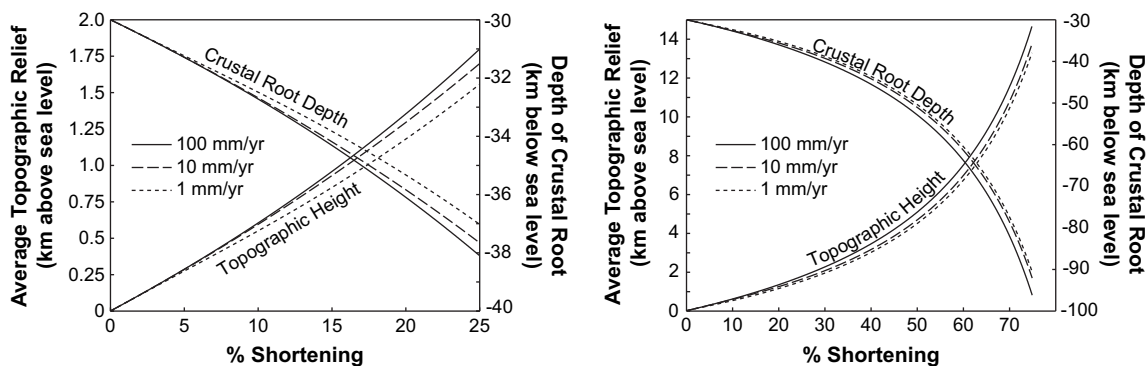 Average Topographic Relief
(km above sea level)
2.0
1.75
1.5
1.25
1.0
0.75
0.5
0.25
0
Crustal Root Depth
100 mm/yr
10 mm/yr
1 mm/yr
Topographic Height
-30
-32
-34
-36
-38
-40
Depth of Crustal Root
(km below sea level)
0 5 10 15 20 25
% Shortening
Average Topographic Relief
(km above sea level)
14
12
10
8
6
4
2
0
Crustal Root Depth
100 mm/yr
10 mm/yr
1 mm/yr
Topographic Height
-30
-40
-50
-60
-70
-80
-90
-100
Depth of Crustal Root
(km below sea level)
0 10 20 30 40 50 60 70
% Shortening